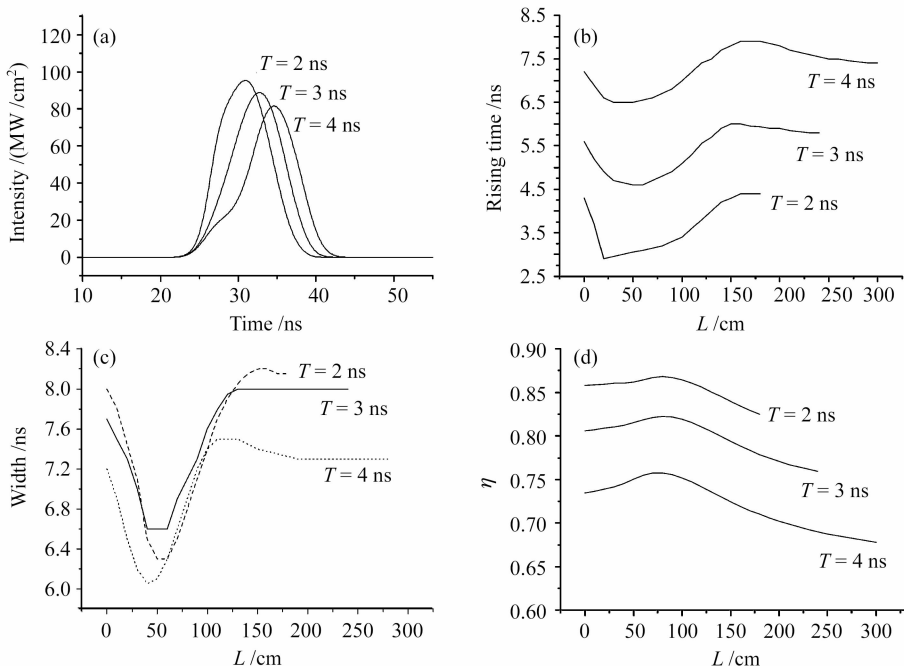 (a)
120
100
80
60
40
20
0
Intensity /(MW /cm²)
T = 2 ns
T = 3 ns
T = 4 ns
10 20 30 40 50
Time /ns
(b)
8.5
7.5
6.5
5.5
4.5
3.5
2.5
Rising time /ns
T = 4 ns
T = 3 ns
T = 2 ns
0 50 100 150 200 250 300
L /cm
(c)
8.4
8.0
7.6
7.2
6.8
6.4
6.0
Width /ns
T = 2 ns
T = 3 ns
T = 4 ns
0 50 100 150 200 250 300
L /cm
(d)
0.90
0.85
0.80
0.75
0.70
0.65
0.60
η
T = 2 ns
T = 3 ns
T = 4 ns
0 50 100 150 200 250 300
L /cm